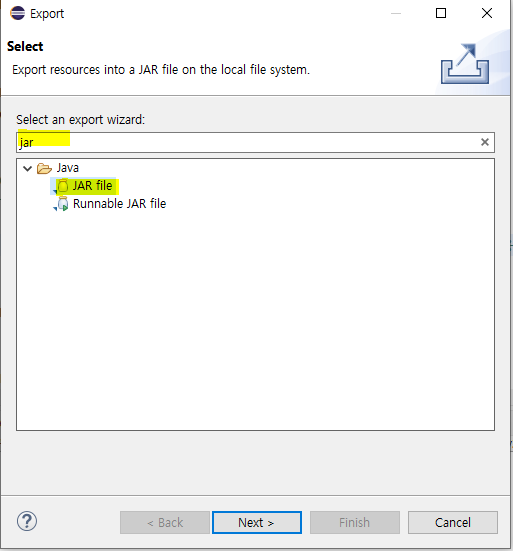 Export
Select
Export resources into a JAR file on the local file system.
Select an export wizard:
jar
Java
JAR file
Runnable JAR file
< Back
Next >
Finish
Cancel